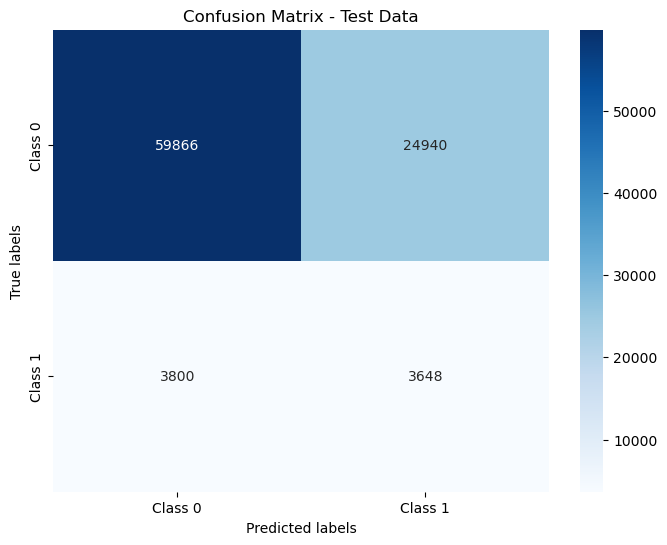 Confusion Matrix - Test Data
True labels
Class 0
59866
24940
Class 1
3800
3648
Class 0
Class 1
Predicted labels
50000
40000
30000
20000
10000